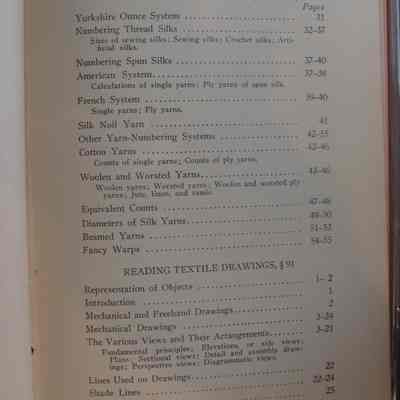 Pages
Yorkshire Ounce System 31
Numbering Thread Silks 32-37
Sizes of sewing silks; Sewing silks; Crochet silks; Arti-
ficial silks.
Numbering Spun Silks 37-40
American System 37-38
Calculations of single yarns; Ply yarns of spun silk.
French System 39-40
Single yarns; Ply yarns.
Silk Noil Yarn 41
Other Yarn-Numbering Systems 42-55
Cotton Yarns 42-46
Counts of single yarns; Counts of ply yarns.
Woolen and Worsted Yarns 43-46
Woolen yarns; Worsted yarns; Woolen and worsted ply
yarns; Jute, linen, and ramie.
Equivalent Counts 47-48
Diameters of Silk Yarns 49-50
Beamed Yarns 51-53
Fancy Warps 54-55
READING TEXTILE DRAWINGS, § 91
Representation of Objects 1- 2
Introduction 1
Mechanical and Freehand Drawings 2
Mechanical Drawings 3-24
The Various Views and Their Arrangements 3-21
Fundamental principles; Elevations, or side views;
Plans; Sectional views; Detail and assembly draw-
ings; Perspective views; Diagrammatic views.
Lines Used on Drawings 22
Shade Lines 22-24
25